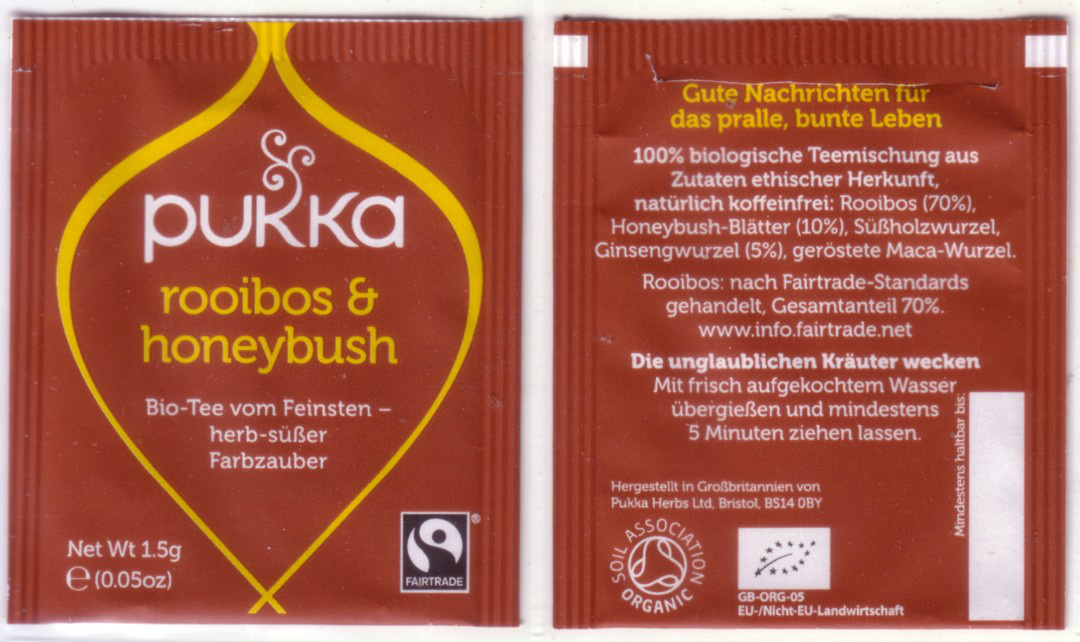 pukka
rooibos &
honeybush
Bio-Tee vom Feinsten –
herb-süßer
Farbzauber
Net Wt 1.5g
℮ (0.05oz)
FAIRTRADE
®
Gute Nachrichten für
das pralle, bunte Leben
100% biologische Teemischung aus
Zutaten ethischer Herkunft,
natürlich koffeinfrei: Rooibos (70%),
Honeybush-Blätter (10%), Süßholzwurzel,
Ginsengwurzel (5%), geröstete Maca-Wurzel.
Rooibos: nach Fairtrade-Standards
gehandelt, Gesamtanteil 70%.
www.info.fairtrade.net
Die unglaublichen Kräuter wecken
Mit frisch aufgekochtem Wasser
übergießen und mindestens
5 Minuten ziehen lassen.
Mindestens haltbar bis:
Hergestellt in Großbritannien von
Pukka Herbs Ltd, Bristol, BS14 0BY
SOIL ASSOCIATION
ORGANIC
GB-ORG-05
EU-/Nicht-EU-Landwirtschaft